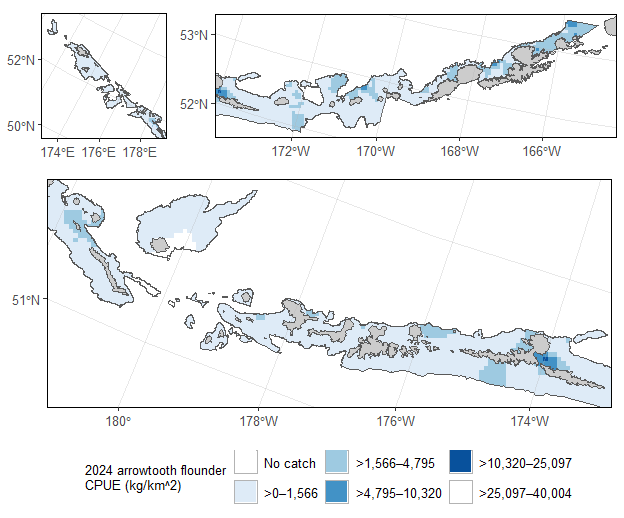 53°N
52°N
52°N
50°N
174°E 176°E 178°E
172°W 170°W 168°W 166°W
51°N
180° 178°W 176°W 174°W
2024 arrowtooth flounder
CPUE (kg/km^2)
No catch >1,566–4,795 >10,320–25,097
>0–1,566 >4,795–10,320 >25,097–40,004